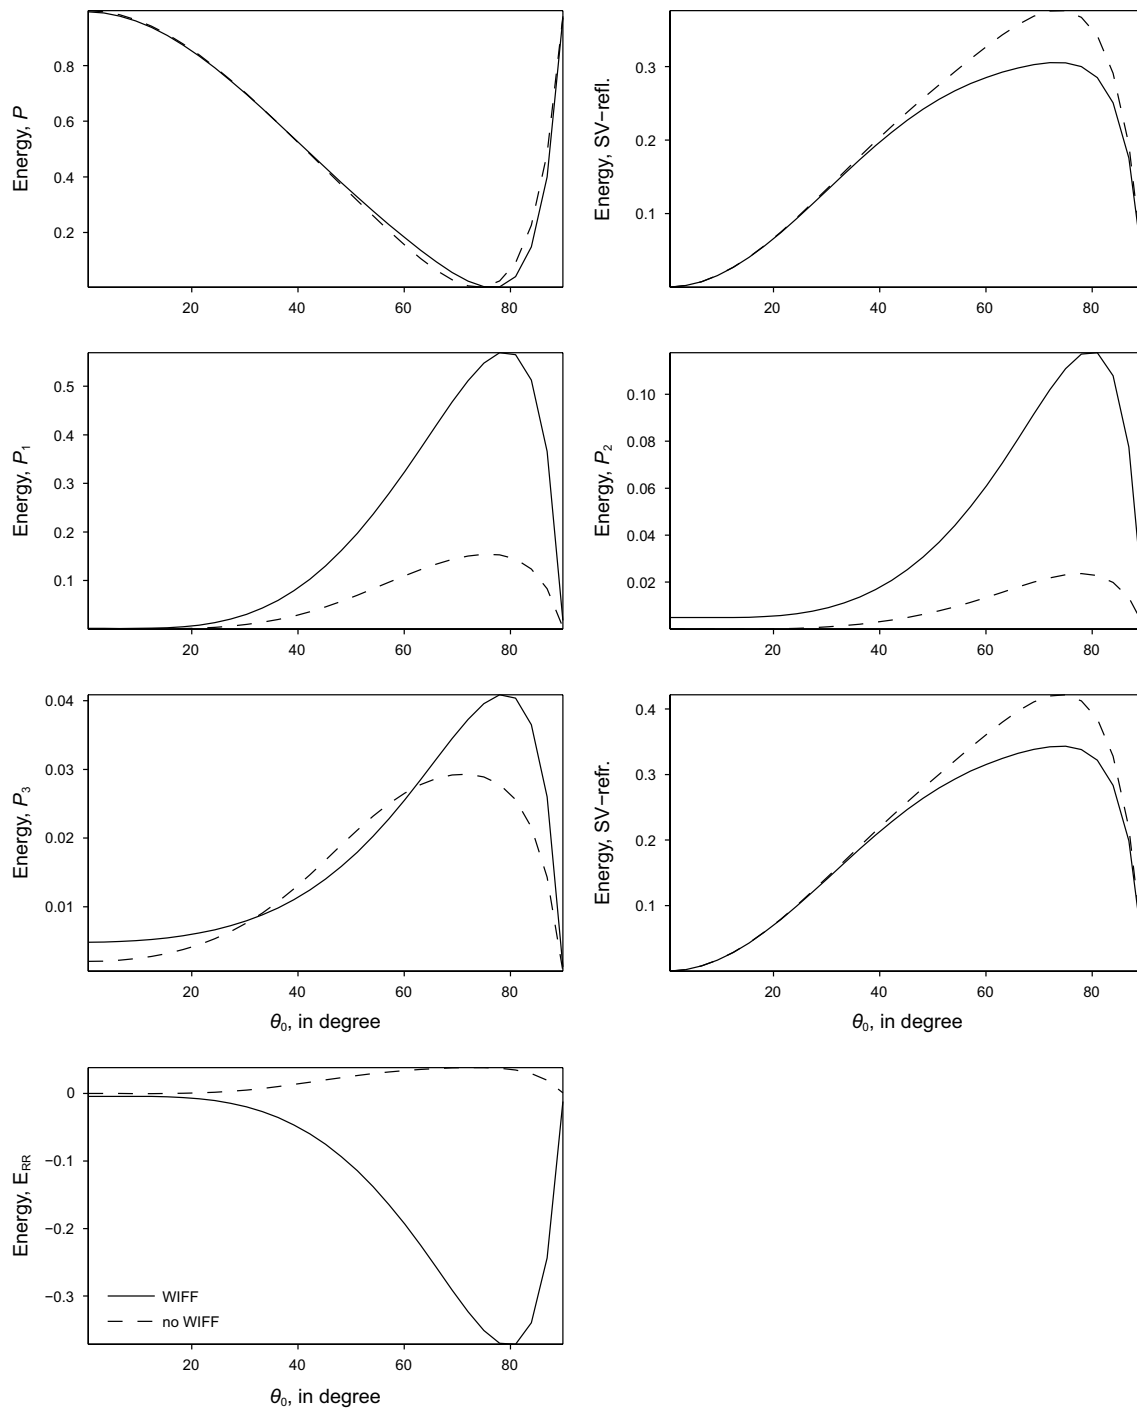 Energy, P
0.8
0.6
0.4
0.2
20 40 60 80
Energy, SV−refl.
0.3
0.2
0.1
20 40 60 80
Energy, P₁
0.5
0.4
0.3
0.2
0.1
20 40 60 80
Energy, P₂
0.10
0.08
0.06
0.04
0.02
20 40 60 80
Energy, P₃
0.04
0.03
0.02
0.01
20 40 60 80
θ₀, in degree
Energy, SV−refr.
0.4
0.3
0.2
0.1
20 40 60 80
θ₀, in degree
Energy, E_RR
0
−0.1
−0.2
−0.3
WIFF
no WIFF
20 40 60 80
θ₀, in degree